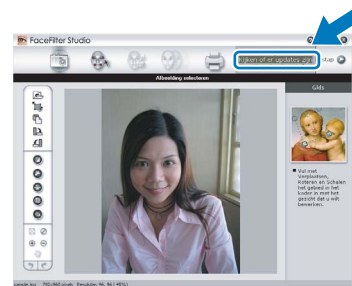 FaceFilter Studio
Kijken of er updates zijn
stap
Afbeelding selecteren
Gids
Vul met
Verplaatsen,
Roteren en Schalen
het gebied in het
kader in met het
gezicht dat u wilt
bewerken.